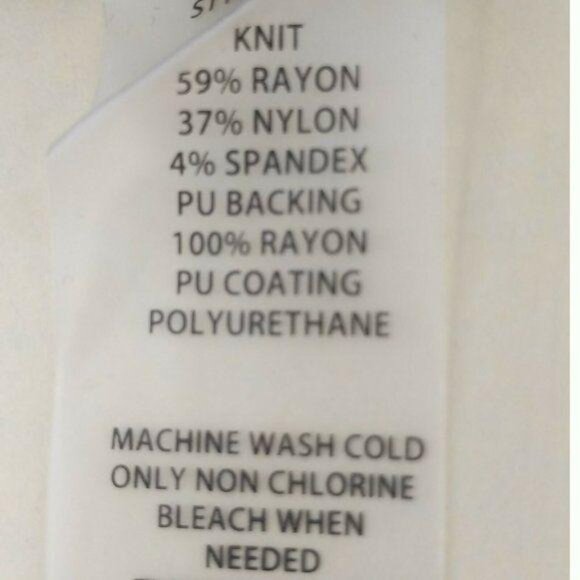 KNIT
59% RAYON
37% NYLON
4% SPANDEX
PU BACKING
100% RAYON
PU COATING
POLYURETHANE
MACHINE WASH COLD
ONLY NON CHLORINE
BLEACH WHEN
NEEDED